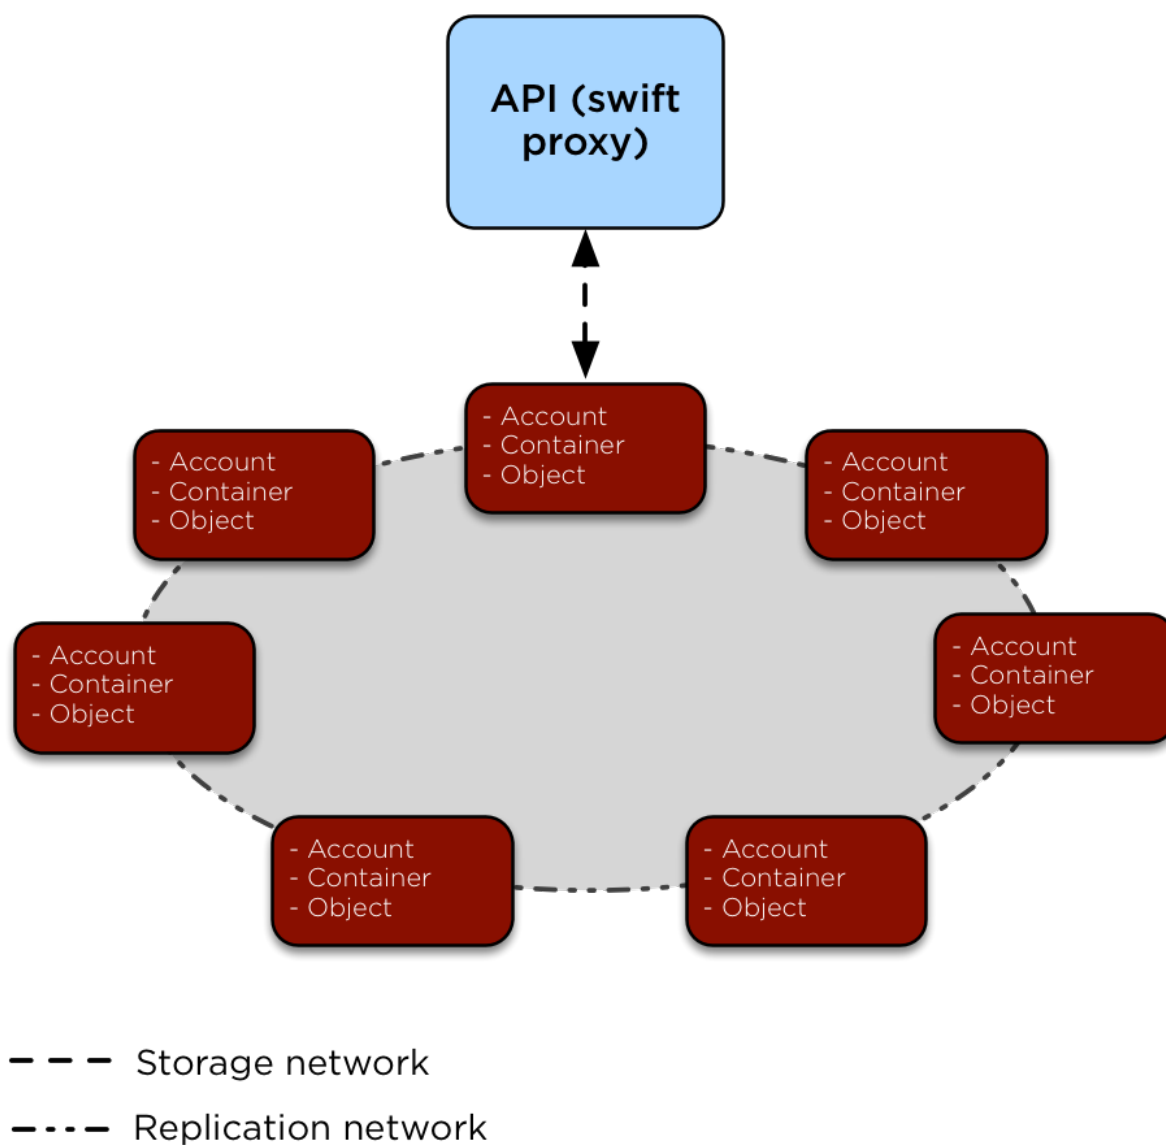 API (swift
proxy)
- Account
- Container
- Object
- Account
- Container
- Object
- Account
- Container
- Object
- Account
- Container
- Object
- Account
- Container
- Object
- Account
- Container
- Object
- Account
- Container
- Object
Storage network
Replication network